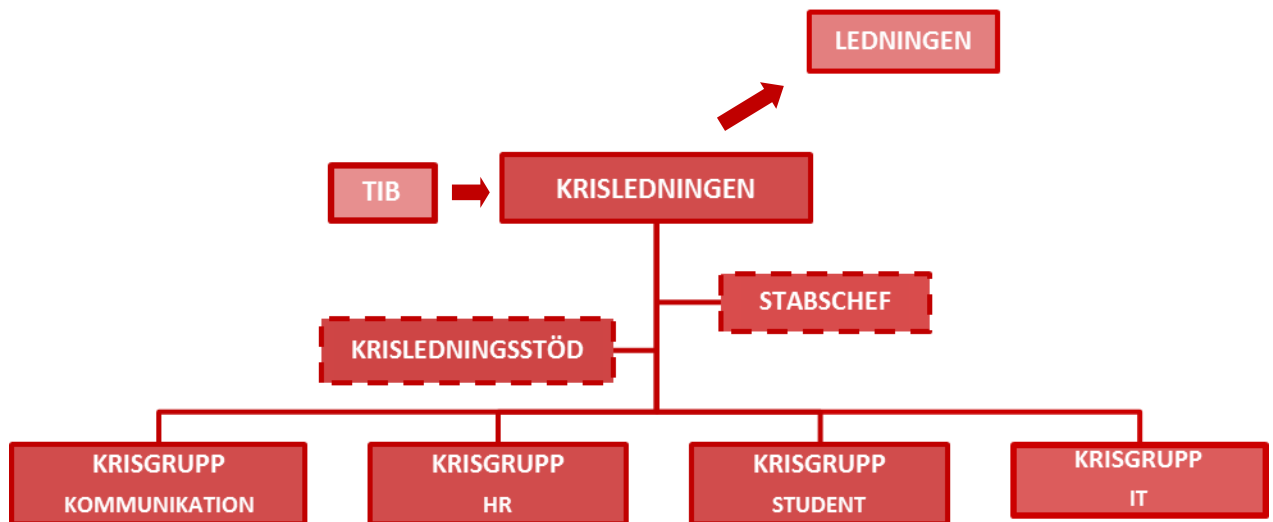 LEDNINGEN
TIB
KRISLEDNINGEN
STABSCHEF
KRISLEDNINGSSTÖD
KRISGRUPP
KOMMUNIKATION
KRISGRUPP
HR
KRISGRUPP
STUDENT
KRISGRUPP
IT